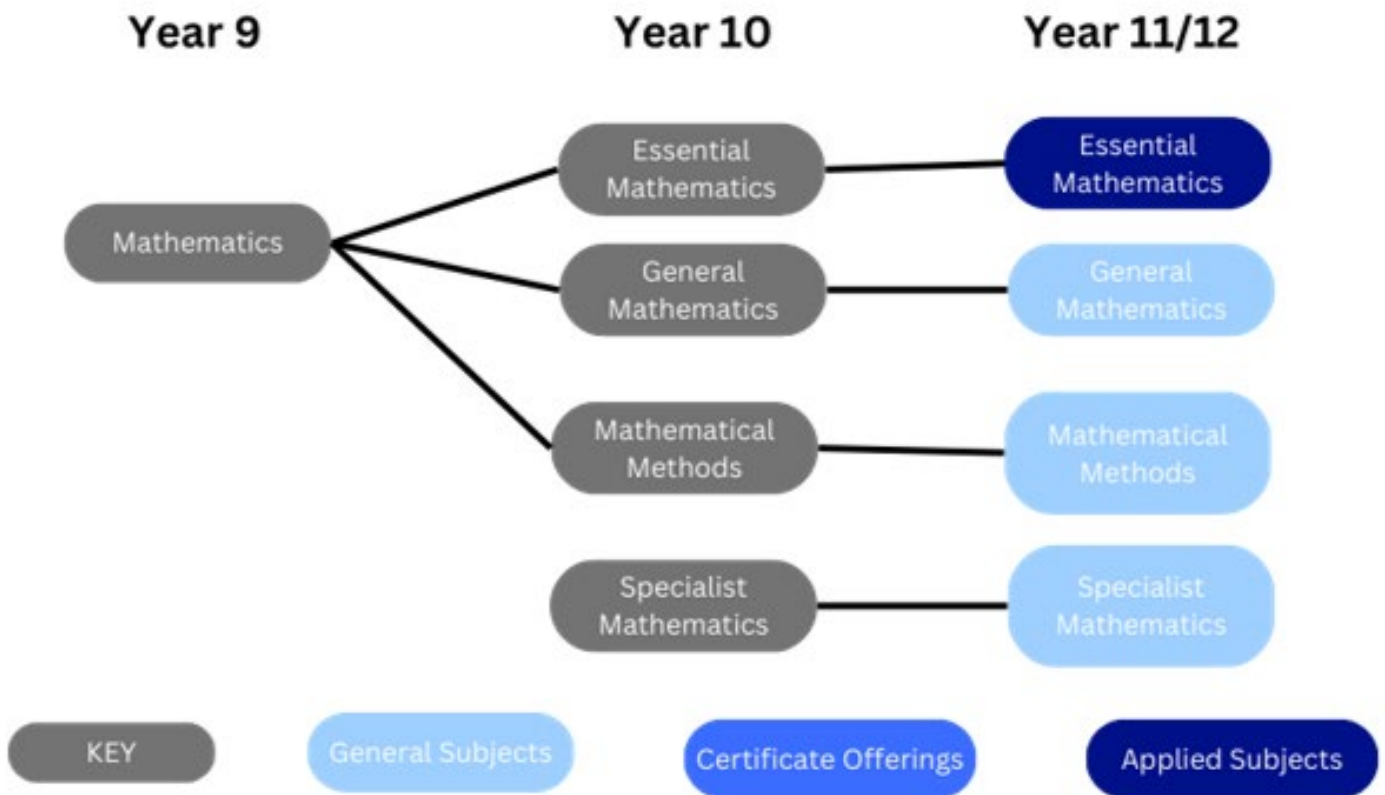 Year 9
Year 10
Year 11/12
Mathematics
Essential
Mathematics
General
Mathematics
Mathematical
Methods
Specialist
Mathematics
Essential
Mathematics
General
Mathematics
Mathematical
Methods
Specialist
Mathematics
KEY
General Subjects
Certificate Offerings
Applied Subjects